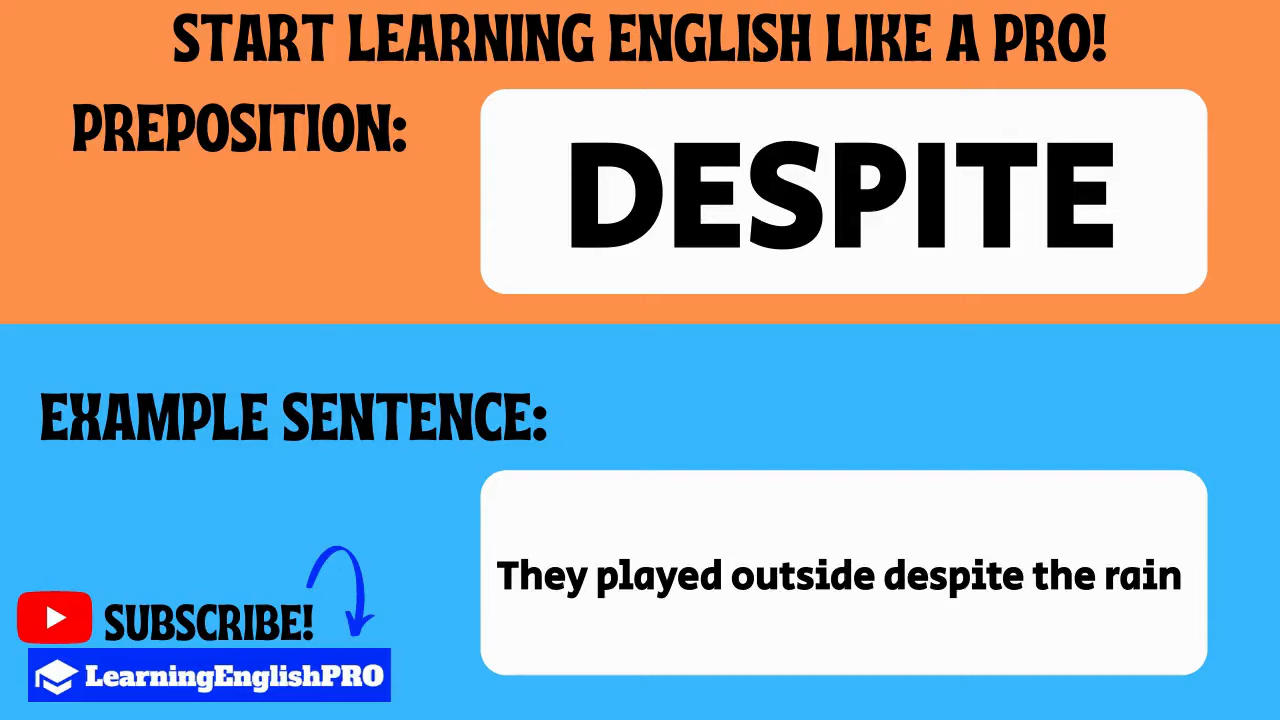 START LEARNING ENGLISH LIKE A PRO!
PREPOSITION:
DESPITE
EXAMPLE SENTENCE:
They played outside despite the rain
SUBSCRIBE!
LearningEnglishPRO